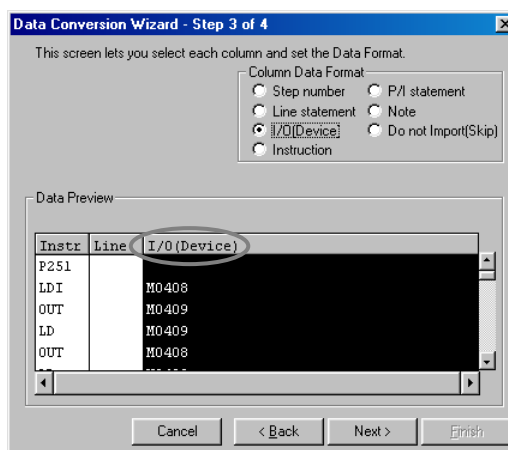 Data Conversion Wizard - Step 3 of 4
This screen lets you select each column and set the Data Format.
Column Data Format
Step number
P/I statement
Line statement
Note
I/O(Device)
Do not Import(Skip)
Instruction
Data Preview
Instr Line I/O(Device)
P251
LDI M0408
OUT M0409
LD M0409
OUT M0408
Cancel
< Back
Next >
Finish